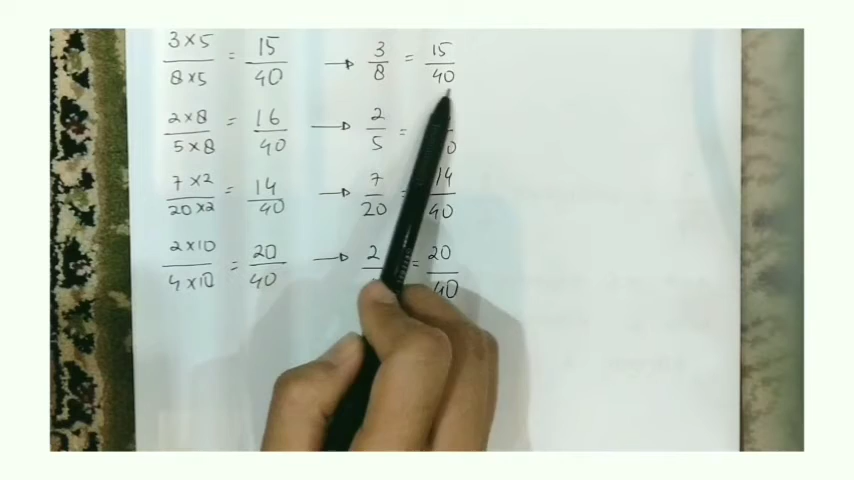 3×5/8×5 = 15/40 → 3/8 = 15/40
2×8/5×8 = 16/40 → 2/5 =
7×2/20×2 = 14/40 → 7/20 = 14/40
2×10/4×10 = 20/40 → 2/ = 20/40